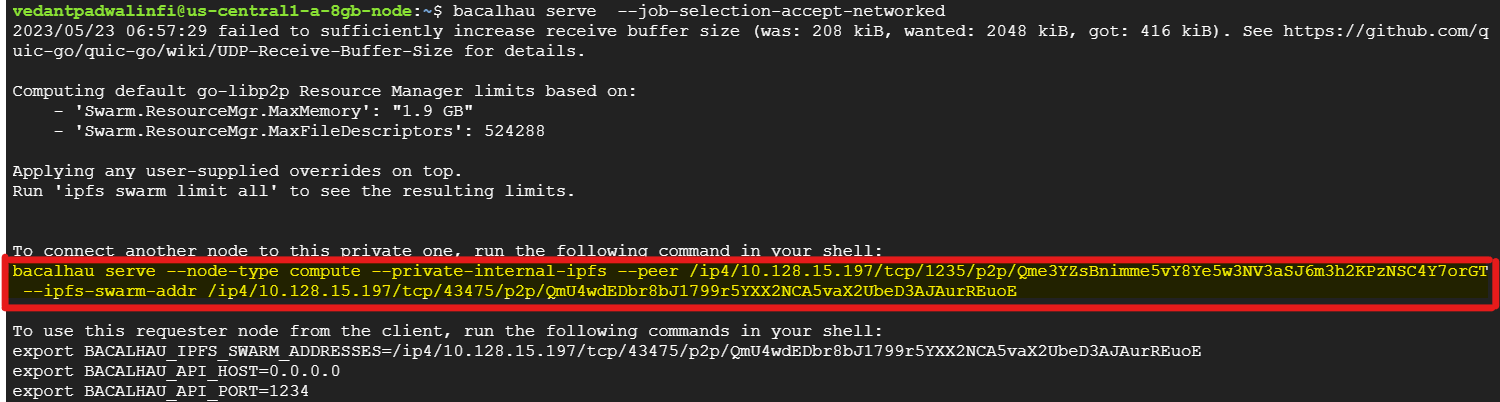 vedantpadwalinfi@us-central1-a-8gb-node:~$ bacalhau serve  --job-selection-accept-networked
2023/05/23 06:57:29 failed to sufficiently increase receive buffer size (was: 208 kiB, wanted: 2048 kiB, got: 416 kiB). See https://github.com/q
uic-go/quic-go/wiki/UDP-Receive-Buffer-Size for details.
Computing default go-libp2p Resource Manager limits based on:
    - 'Swarm.ResourceMgr.MaxMemory': "1.9 GB"
    - 'Swarm.ResourceMgr.MaxFileDescriptors': 524288
Applying any user-supplied overrides on top.
Run 'ipfs swarm limit all' to see the resulting limits.
To connect another node to this private one, run the following command in your shell:
bacalhau serve --node-type compute --private-internal-ipfs --peer /ip4/10.128.15.197/tcp/1235/p2p/Qme3YZsBnimme5vY8Ye5w3NV3aSJ6m3h2KPzNSC4Y7orGT
 --ipfs-swarm-addr /ip4/10.128.15.197/tcp/43475/p2p/QmU4wdEDbr8bJ1799r5YXX2NCA5vaX2UbeD3AJAurREuoE
To use this requester node from the client, run the following commands in your shell:
export BACALHAU_IPFS_SWARM_ADDRESSES=/ip4/10.128.15.197/tcp/43475/p2p/QmU4wdEDbr8bJ1799r5YXX2NCA5vaX2UbeD3AJAurREuoE
export BACALHAU_API_HOST=0.0.0.0
export BACALHAU_API_PORT=1234